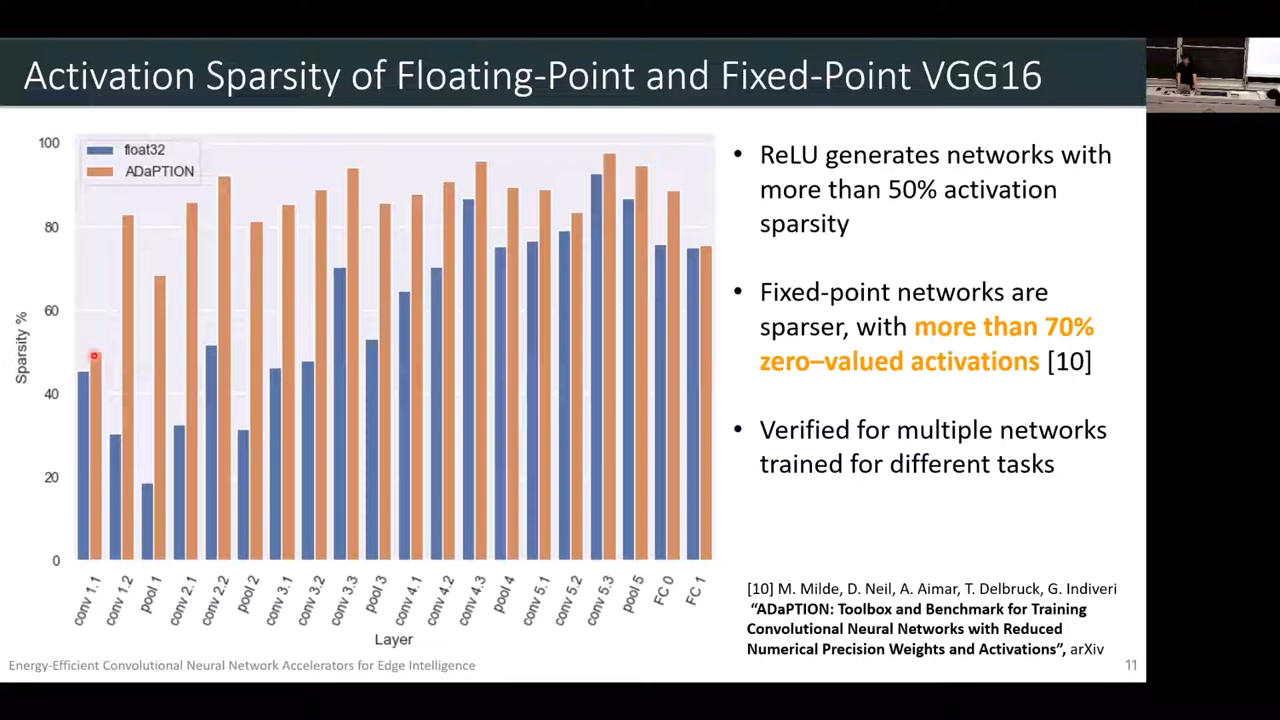 Activation Sparsity of Floating-Point and Fixed-Point VGG16
float32
ADaPTION
100
80
60
40
20
0
Sparsity %
conv 1.1
conv 1.2
pool 1
conv 2.1
conv 2.2
pool 2
conv 3.1
conv 3.2
conv 3.3
pool 3
conv 4.1
conv 4.2
conv 4.3
pool 4
conv 5.1
conv 5.2
conv 5.3
pool 5
FC 0
FC 1
Layer
• ReLU generates networks with
more than 50% activation
sparsity
• Fixed-point networks are
sparser, with more than 70%
zero–valued activations [10]
• Verified for multiple networks
trained for different tasks
[10] M. Milde, D. Neil, A. Aimar, T. Delbruck, G. Indiveri
“ADaPTION: Toolbox and Benchmark for Training
Convolutional Neural Networks with Reduced
Numerical Precision Weights and Activations”, arXiv
Energy-Efficient Convolutional Neural Network Accelerators for Edge Intelligence
11